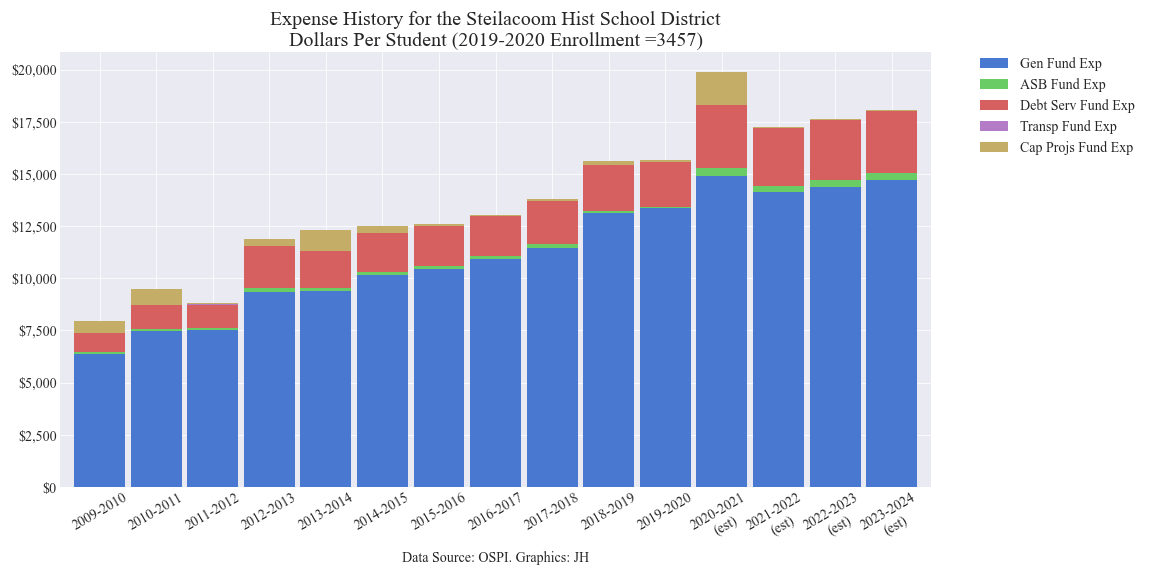 Expense History for the Steilacoom Hist School District
Dollars Per Student (2019-2020 Enrollment =3457)
$20,000
$17,500
$15,000
$12,500
$10,000
$7,500
$5,000
$2,500
$0
2009-2010
2010-2011
2011-2012
2012-2013
2013-2014
2014-2015
2015-2016
2016-2017
2017-2018
2018-2019
2019-2020
2020-2021
(est)
2021-2022
(est)
2022-2023
(est)
2023-2024
(est)
Gen Fund Exp
ASB Fund Exp
Debt Serv Fund Exp
Transp Fund Exp
Cap Projs Fund Exp
Data Source: OSPI. Graphics: JH